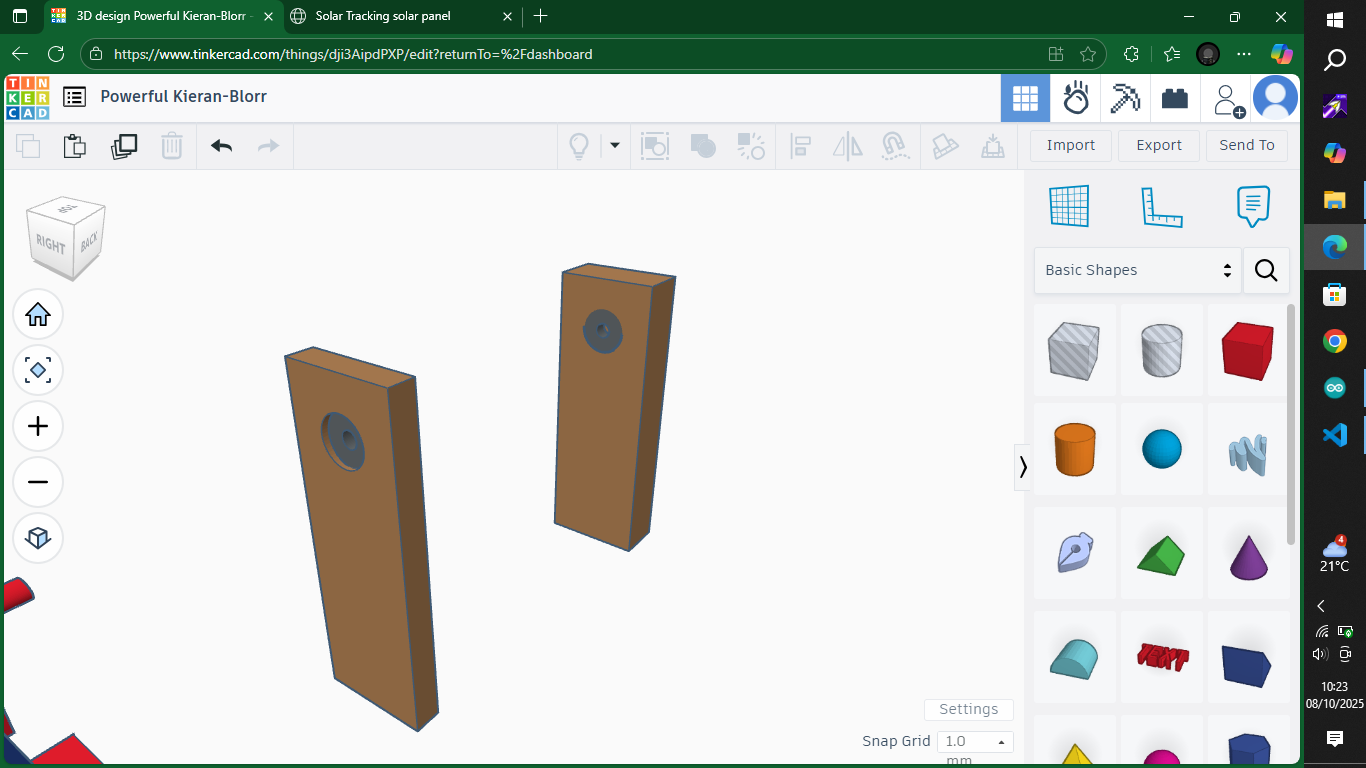 3D design Powerful Kieran-Blorr -
Solar Tracking solar panel
https://www.tinkercad.com/things/dji3AipdPXP/edit?returnTo=%2Fdashboard
TIN
KER
CAD
Powerful Kieran-Blorr
Import
Export
Send To
TOP
RIGHT
BACK
Basic Shapes
TEXT
Settings
Snap Grid
1.0
mm
4
21°C
10:23
08/10/2025